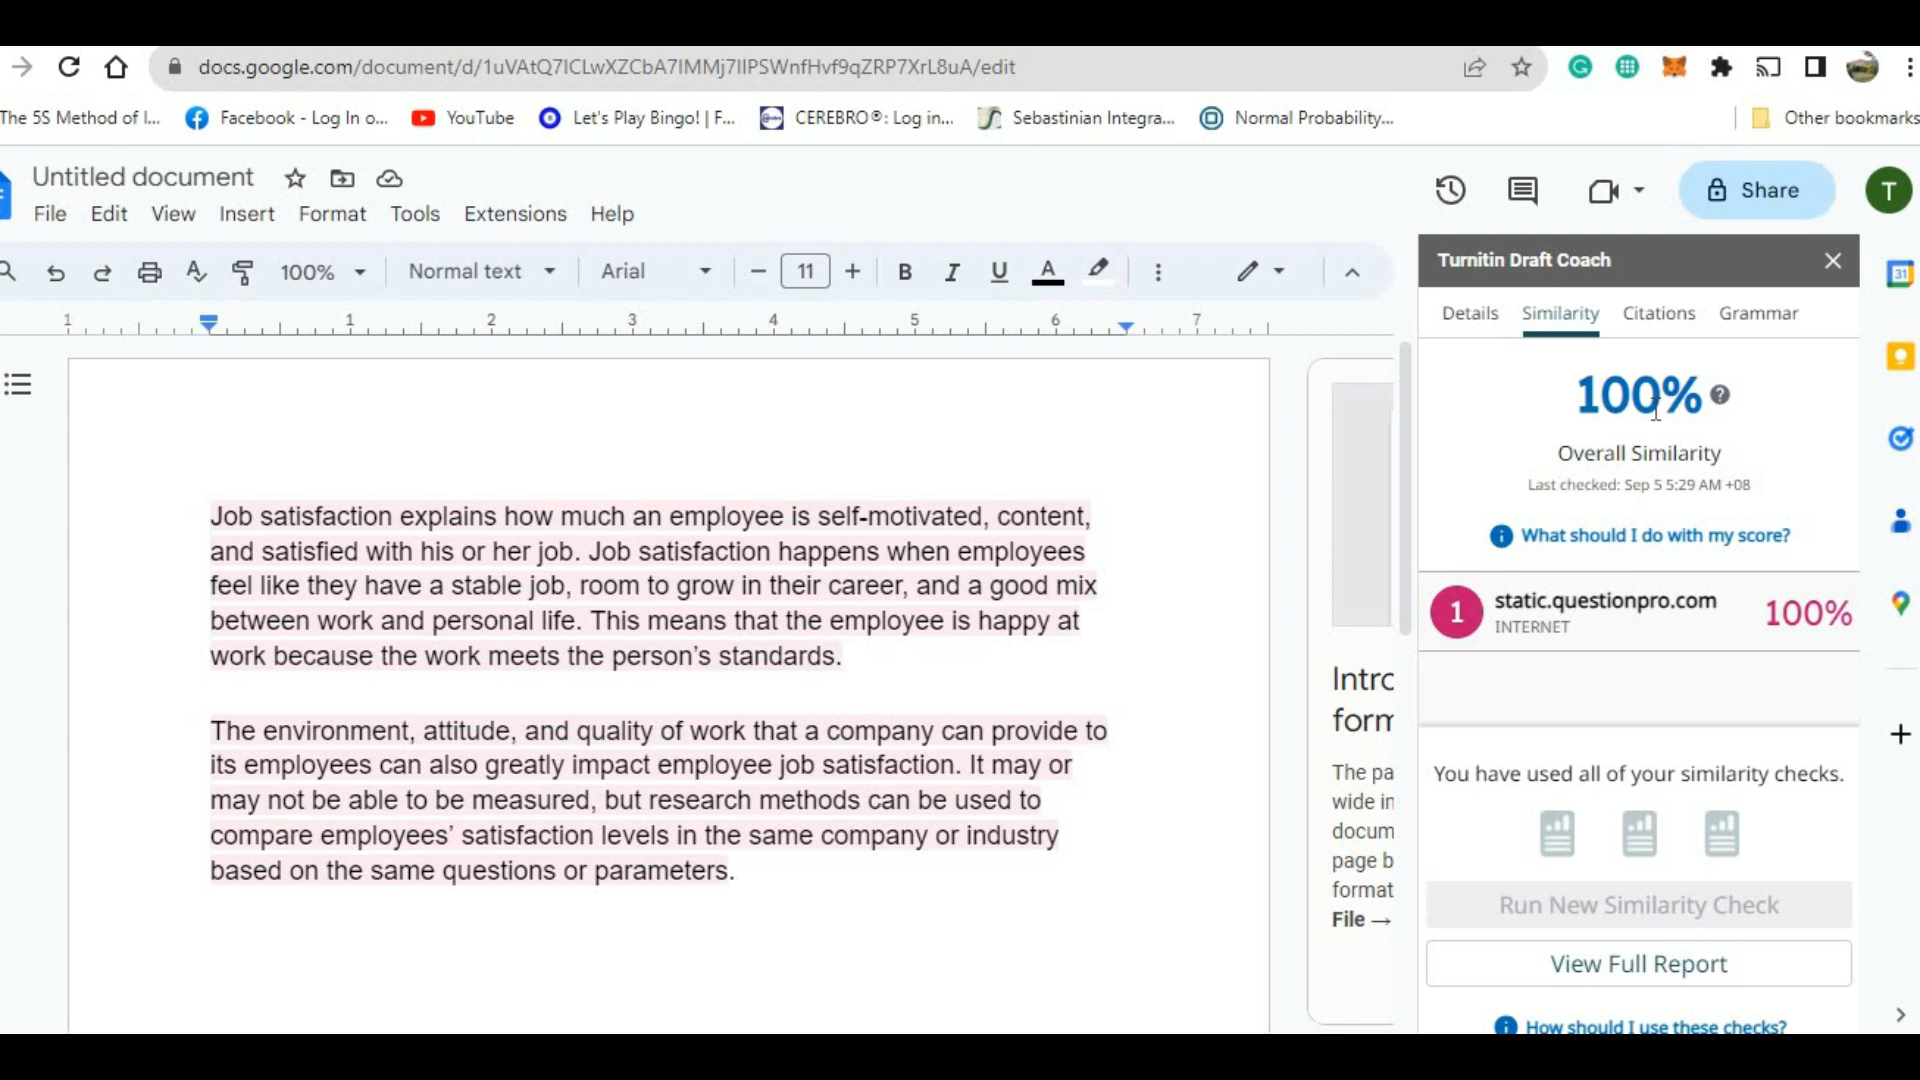 docs.google.com/document/d/1uVAtQ7ICLwXZCbA7IMMj7IIPSWnfHvf9qZRP7XrL8uA/edit
The 5S Method of I...
Facebook - Log In o...
YouTube
Let's Play Bingo! | F...
CEREBRO®: Log in...
Sebastinian Integra...
Normal Probability...
Other bookmarks
Untitled document
File Edit View Insert Format Tools Extensions Help
Share
T
100%
Normal text
Arial
11
B I U A
1 1 2 3 4 5 6 7
Job satisfaction explains how much an employee is self-motivated, content,
and satisfied with his or her job. Job satisfaction happens when employees
feel like they have a stable job, room to grow in their career, and a good mix
between work and personal life. This means that the employee is happy at
work because the work meets the person’s standards.
The environment, attitude, and quality of work that a company can provide to
its employees can also greatly impact employee job satisfaction. It may or
may not be able to be measured, but research methods can be used to
compare employees’ satisfaction levels in the same company or industry
based on the same questions or parameters.
Intro
form
The pa
wide in
docum
page b
format
File →
Turnitin Draft Coach
Details Similarity Citations Grammar
100%
Overall Similarity
Last checked: Sep 5 5:29 AM +08
What should I do with my score?
1 static.questionpro.com 100%
INTERNET
You have used all of your similarity checks.
Run New Similarity Check
View Full Report
How should I use these checks?
31